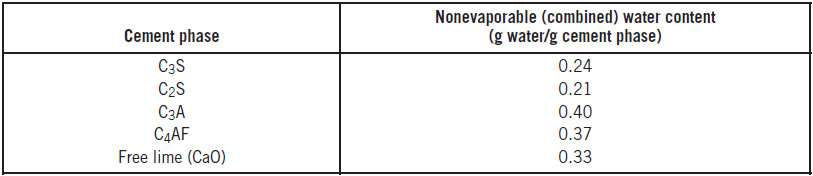 Cement phase Nonevaporable (combined) water content
(g water/g cement phase)
C3S 0.24
C2S 0.21
C3A 0.40
C4AF 0.37
Free lime (CaO) 0.33